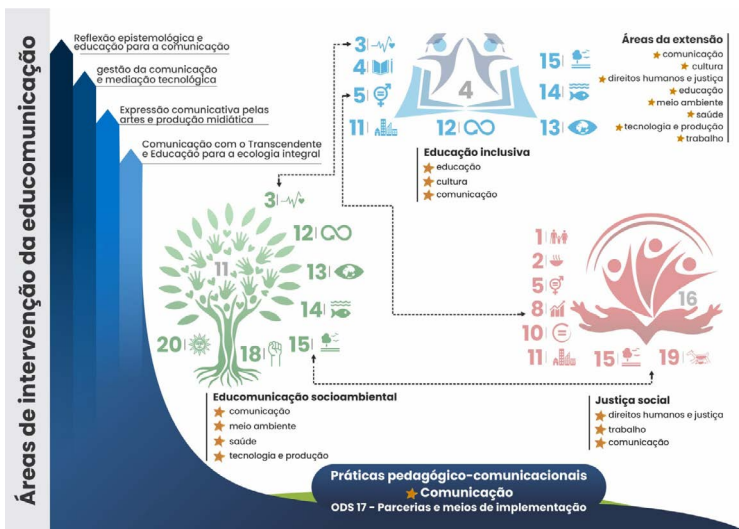 Áreas de intervenção da educomunicação
Reflexão epistemológica e
educação para a comunicação
gestão da comunicação
e mediação tecnológica
Expressão comunicativa pelas
artes e produção midiática
Comunicação com o Transcendente
e Educação para a ecologia integral
3
4
5
11
12
13
14
15
4
Educação inclusiva
educação
cultura
comunicação
Áreas da extensão
comunicação
cultura
direitos humanos e justiça
educação
meio ambiente
saúde
tecnologia e produção
trabalho
3
12
13
14
15
18
20
11
Educomunicação socioambiental
comunicação
meio ambiente
saúde
tecnologia e produção
1
2
5
8
10
11
15
19
16
Justiça social
direitos humanos e justiça
trabalho
comunicação
Práticas pedagógico-comunicacionais
Comunicação
ODS 17 - Parcerias e meios de implementação